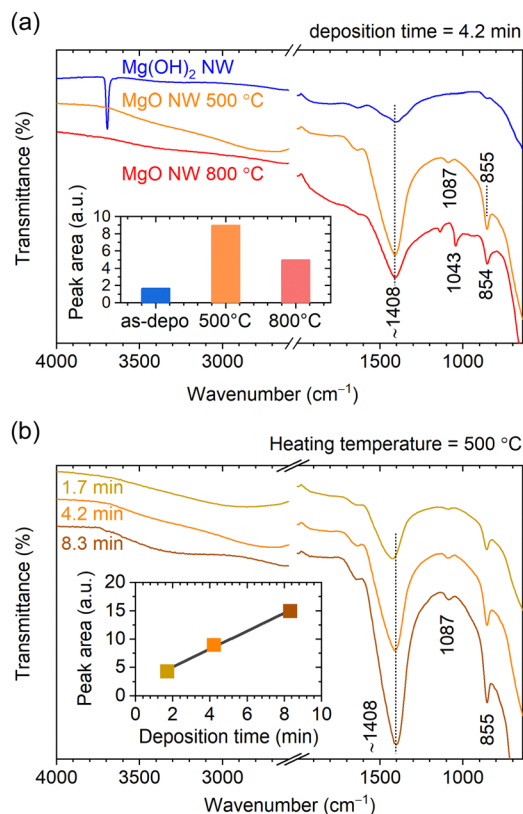 (a)
deposition time = 4.2 min
Mg(OH)₂ NW
MgO NW 500 °C
MgO NW 800 °C
Transmittance (%)
1087
855
1043
854
~1408
Peak area (a.u.)
10
8
6
4
2
0
as-depo 500°C 800°C
4000 3500 3000 1500 1000
Wavenumber (cm⁻¹)
(b)
Heating temperature = 500 °C
1.7 min
4.2 min
8.3 min
Transmittance (%)
1087
~1408
855
Peak area (a.u.)
20
15
10
5
0
0 2 4 6 8 10
Deposition time (min)
4000 3500 3000 1500 1000
Wavenumber (cm⁻¹)